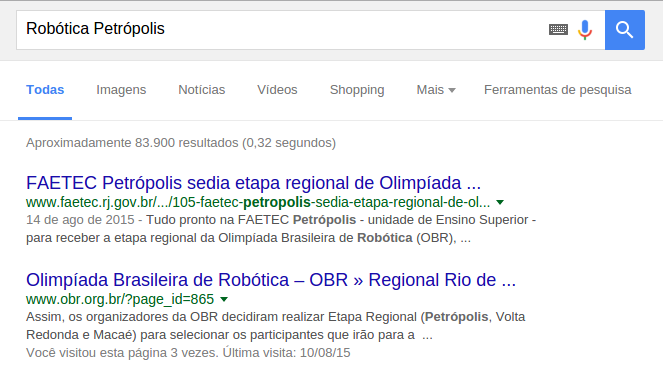 Robótica Petrópolis
Todas Imagens Notícias Vídeos Shopping Mais Ferramentas de pesquisa
Aproximadamente 83.900 resultados (0,32 segundos)
FAETEC Petrópolis sedia etapa regional de Olimpíada ...
www.faetec.rj.gov.br/.../105-faetec-petropolis-sedia-etapa-regional-de-ol...
14 de ago de 2015 - Tudo pronto na FAETEC Petrópolis - unidade de Ensino Superior -
para receber a etapa regional da Olimpíada Brasileira de Robótica (OBR), ...
Olimpíada Brasileira de Robótica – OBR » Regional Rio de ...
www.obr.org.br/?page_id=865
Assim, os organizadores da OBR decidiram realizar Etapa Regional (Petrópolis, Volta
Redonda e Macaé) para selecionar os participantes que irão para a ...
Você visitou esta página 3 vezes. Última visita: 10/08/15